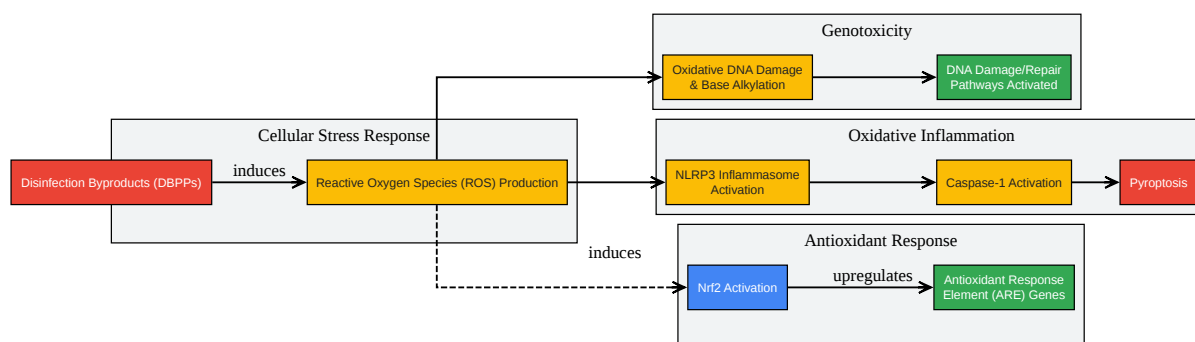 Genotoxicity
Oxidative DNA Damage
& Base Alkylation
DNA Damage/Repair
Pathways Activated
Cellular Stress Response
Disinfection Byproducts (DBPPs)
induces
Reactive Oxygen Species (ROS) Production
Oxidative Inflammation
NLRP3 Inflammasome
Activation
Caspase-1 Activation
Pyroptosis
induces
Antioxidant Response
Nrf2 Activation
upregulates
Antioxidant Response
Element (ARE) Genes